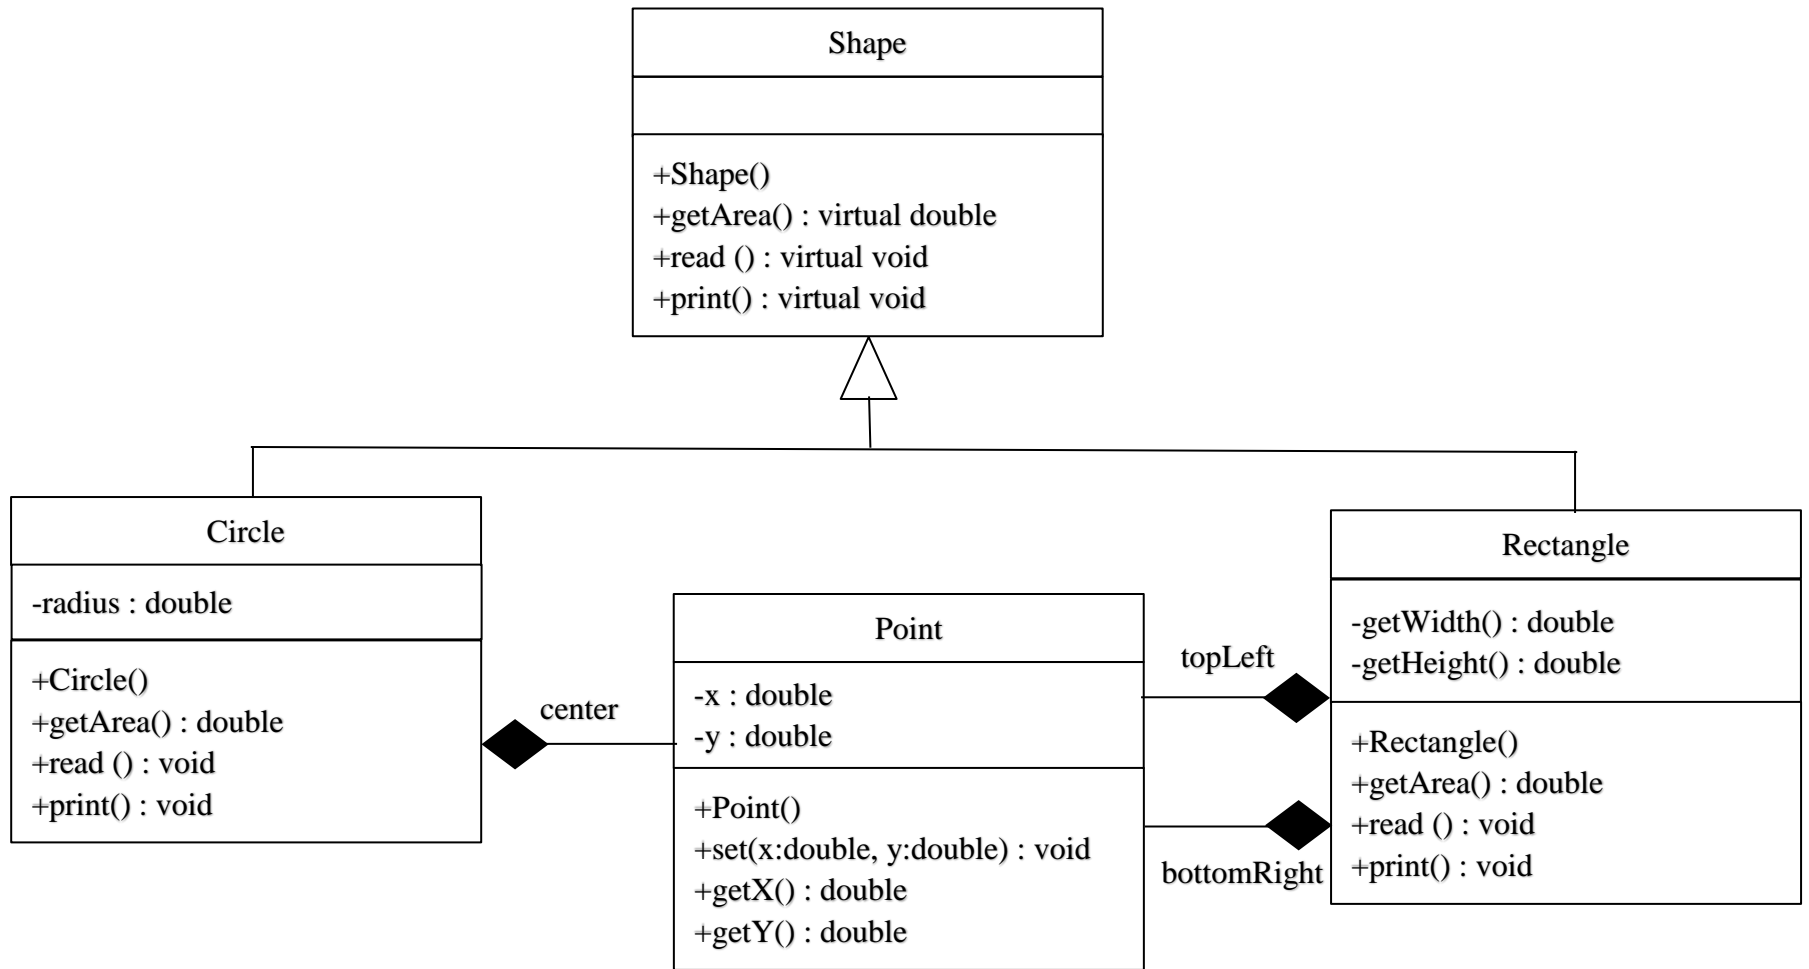 Shape
+Shape()
+getArea() : virtual double
+read () : virtual void
+print() : virtual void
Circle
-radius : double
+Circle()
+getArea() : double
+read () : void
+print() : void
center
Point
-x : double
-y : double
+Point()
+set(x:double, y:double) : void
+getX() : double
+getY() : double
topLeft
bottomRight
Rectangle
-getWidth() : double
-getHeight() : double
+Rectangle()
+getArea() : double
+read () : void
+print() : void